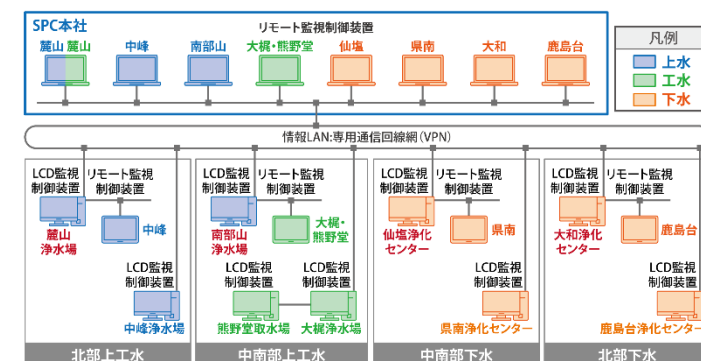 SPC本社
リモート監視制御装置
麓山 麓山
中峰
南部山
大梶・熊野堂
仙塩
県南
大和
鹿島台
凡例
上水
工水
下水
情報LAN:専用通信回線網(VPN)
LCD監視
制御装置
リモート監視
制御装置
麓山
浄水場
中峰
LCD監視
制御装置
中峰浄水場
北部上工水
LCD監視
制御装置
リモート監視
制御装置
南部山
浄水場
大梶・
熊野堂
LCD監視
制御装置
LCD監視
制御装置
熊野堂取水場
大梶浄水場
中南部上工水
LCD監視
制御装置
リモート監視
制御装置
仙塩浄化
センター
県南
LCD監視
制御装置
県南浄化センター
中南部下水
LCD監視
制御装置
リモート監視
制御装置
大和浄化
センター
鹿島台
LCD監視
制御装置
鹿島台浄化センター
北部下水